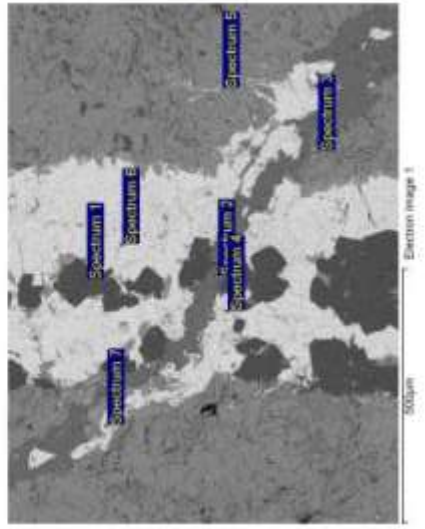 Spectrum 1
Spectrum 7
Spectrum 6
Spectrum 2
Spectrum 5
Spectrum 4
Spectrum 3
500µm
Electron Image 1